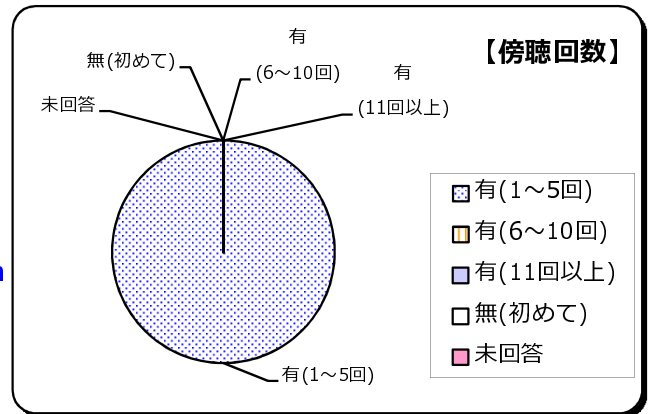 【傍聴回数】
有
(6～10回)
無(初めて)
有
(11回以上)
未回答
有(1～5回)
有(1～5回)
有(6～10回)
有(11回以上)
無(初めて)
未回答